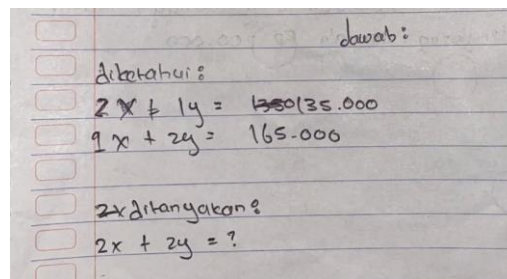 Jawab :
diketahui :
2x + 1y = 135.000
1x + 2y = 165.000
ditanyakan :
2x + 2y = ?